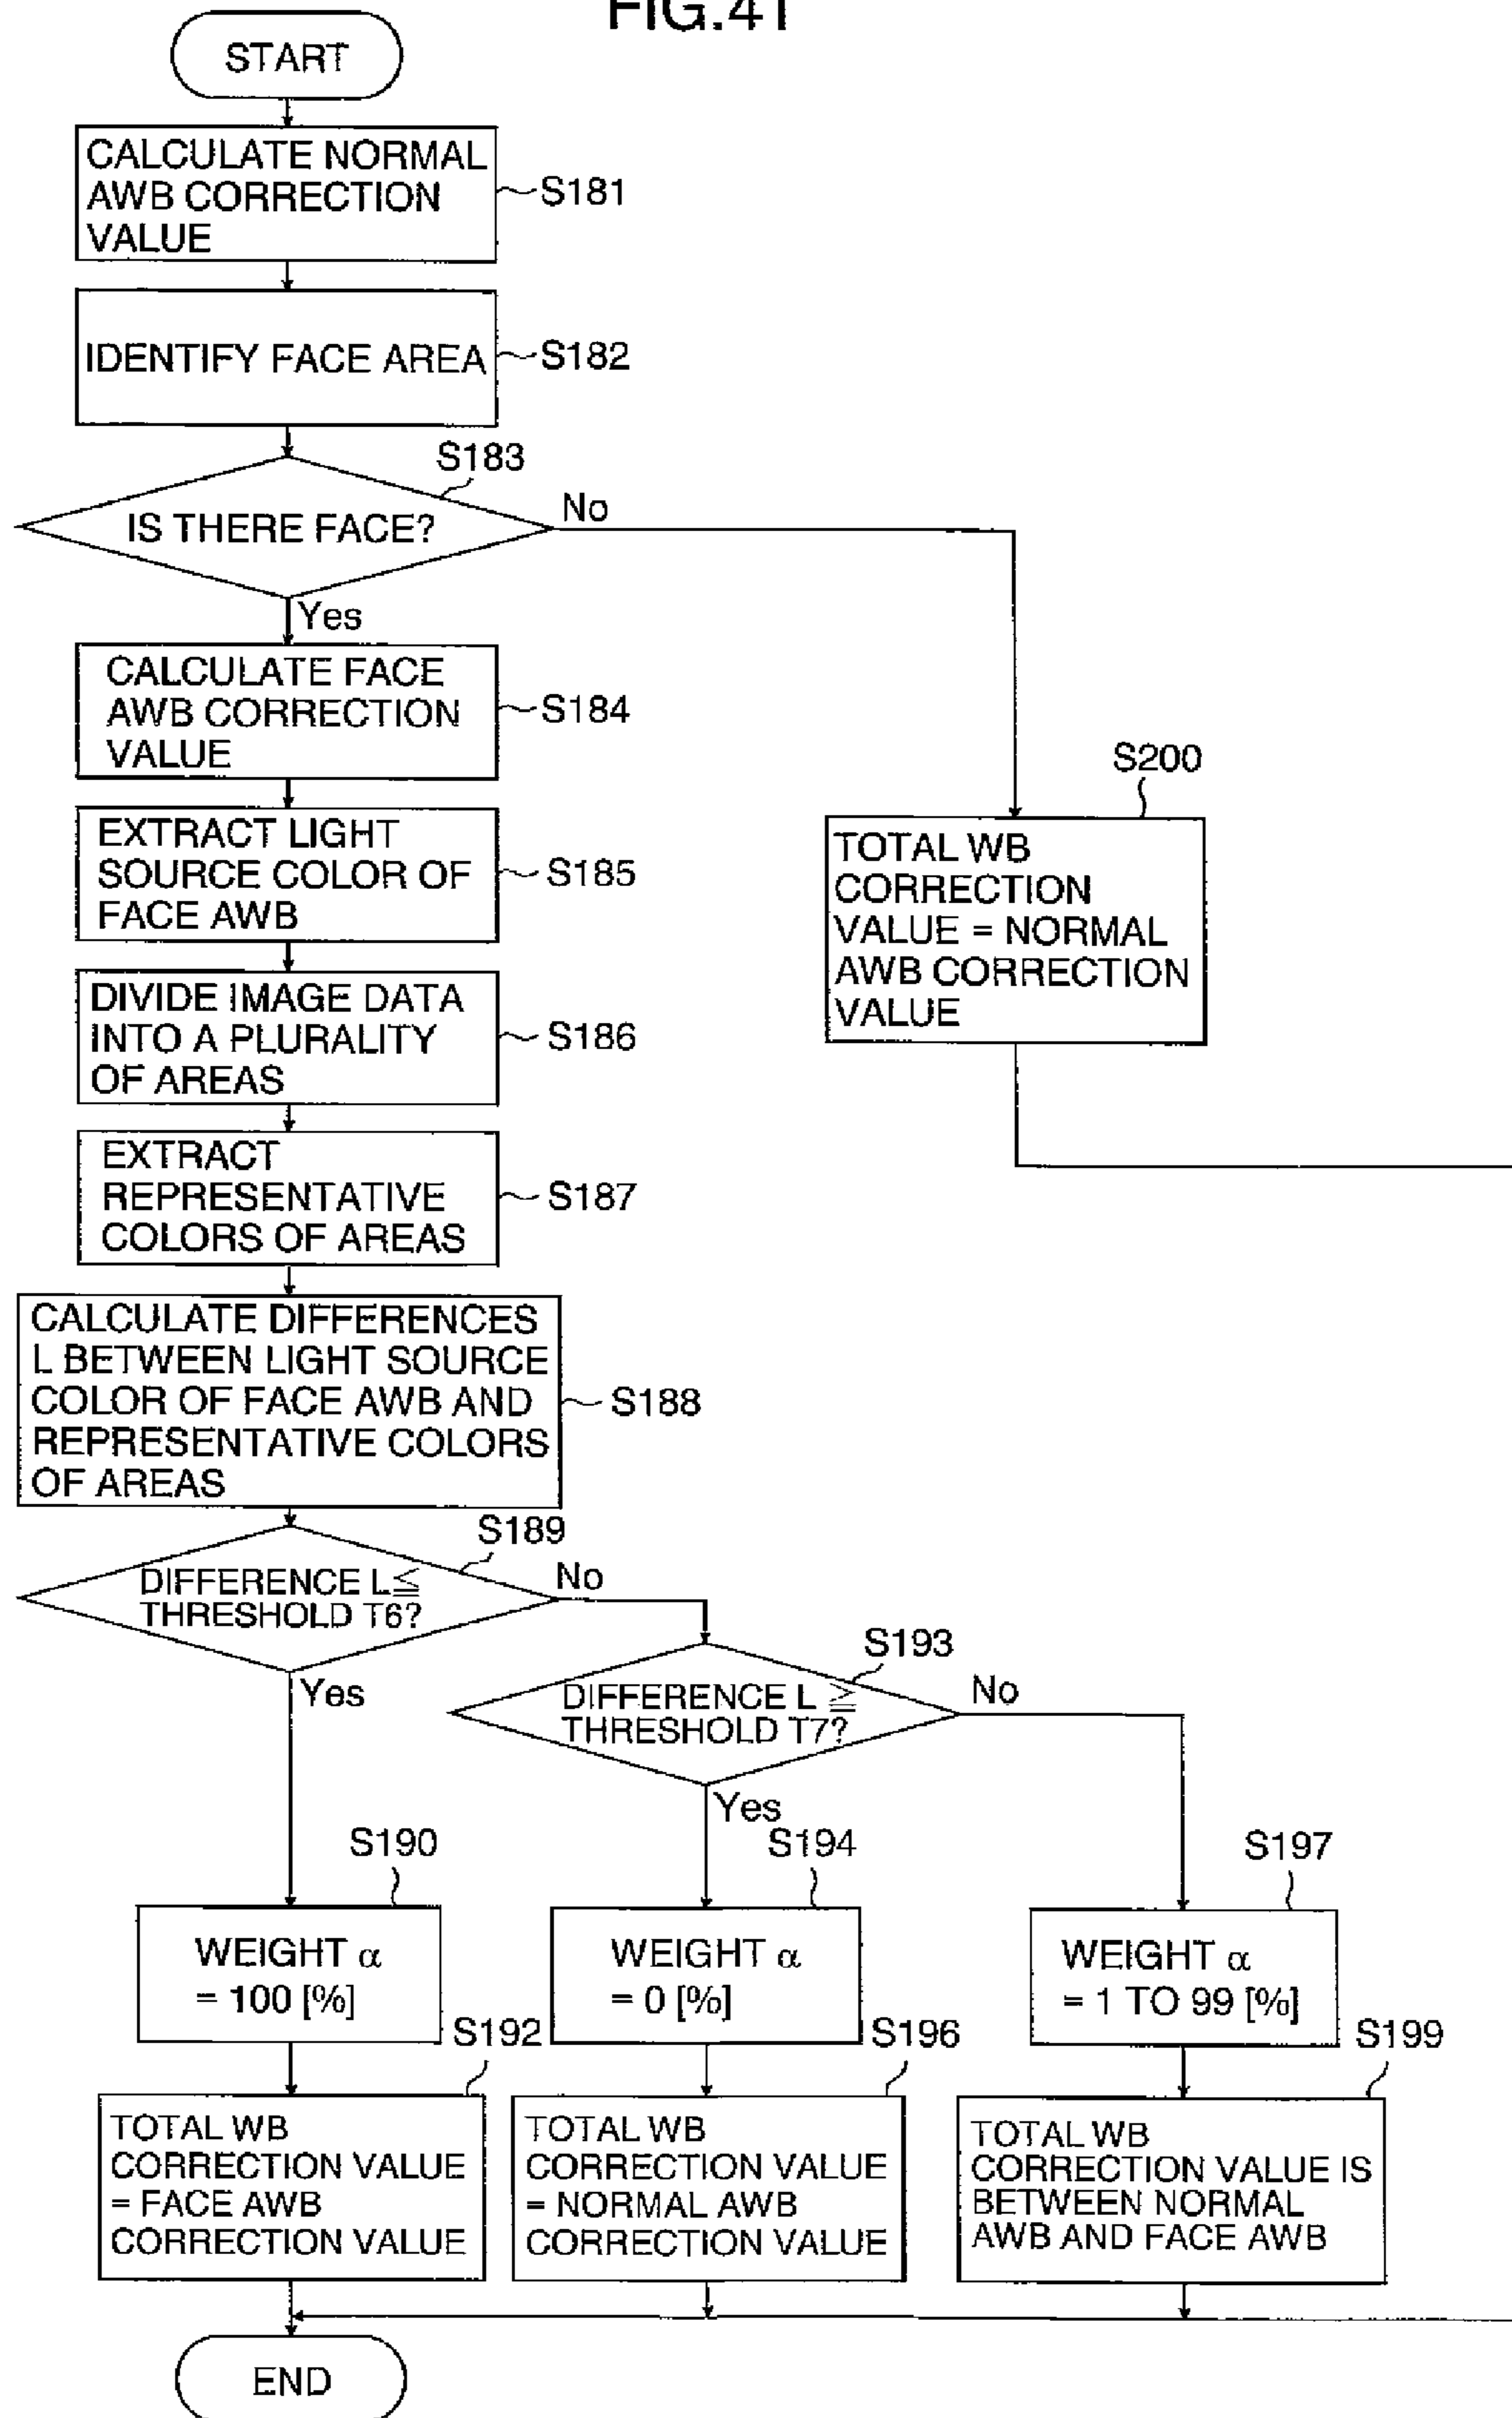 FIG.41
START
CALCULATE NORMAL
AWB CORRECTION
VALUE
S181
IDENTIFY FACE AREA
S182
S183
IS THERE FACE?
No
Yes
CALCULATE FACE
AWB CORRECTION
VALUE
S184
EXTRACT LIGHT
SOURCE COLOR OF
FACE AWB
S185
DIVIDE IMAGE DATA
INTO A PLURALITY
OF AREAS
S186
EXTRACT
REPRESENTATIVE
COLORS OF AREAS
S187
S200
TOTAL WB
CORRECTION
VALUE = NORMAL
AWB CORRECTION
VALUE
CALCULATE DIFFERENCES
L BETWEEN LIGHT SOURCE
COLOR OF FACE AWB AND
REPRESENTATIVE COLORS
OF AREAS
S188
S189
DIFFERENCE L≦
THRESHOLD T6?
No
Yes
S193
DIFFERENCE L ≧
THRESHOLD T7?
No
Yes
S190
WEIGHT α
= 100 [%]
S194
WEIGHT α
= 0 [%]
S197
WEIGHT α
= 1 TO 99 [%]
S192
TOTAL WB
CORRECTION VALUE
= FACE AWB
CORRECTION VALUE
S196
TOTAL WB
CORRECTION VALUE
= NORMAL AWB
CORRECTION VALUE
S199
TOTAL WB
CORRECTION VALUE IS
BETWEEN NORMAL
AWB AND FACE AWB
END